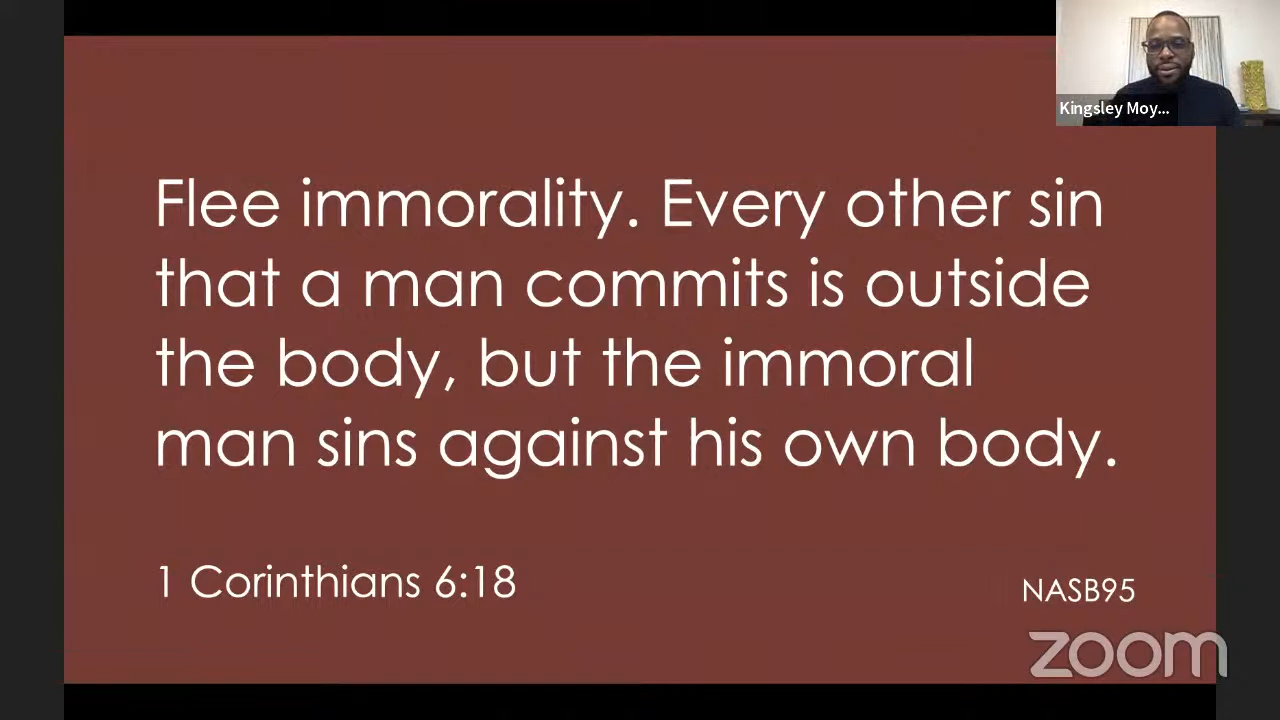 Kingsley Moy...
Flee immorality. Every other sin
that a man commits is outside
the body, but the immoral
man sins against his own body.
1 Corinthians 6:18
NASB95
zoom